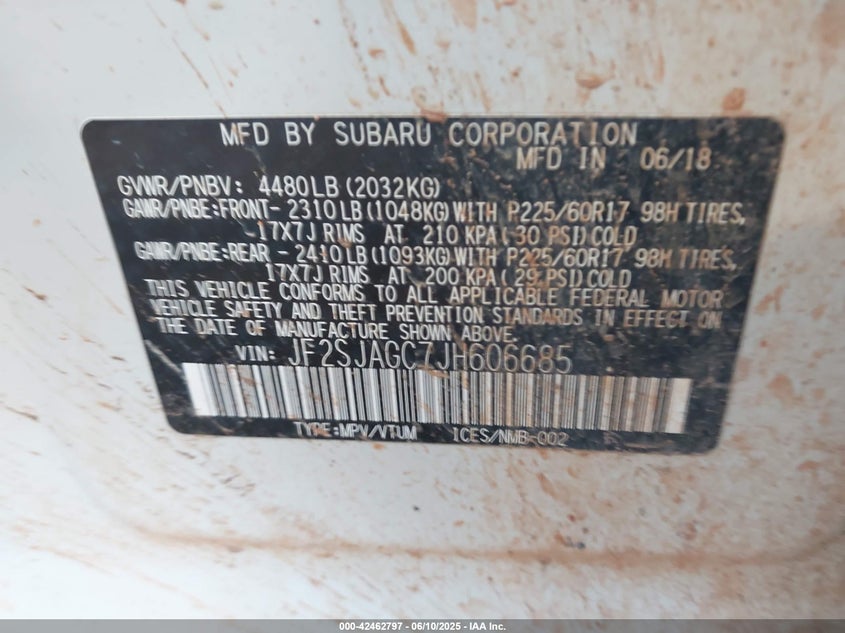 MFD BY SUBARU CORPORATION
MFD IN 06/18
GVWR/PNBV: 4480LB(2032KG)
GAWR/PNBE:FRONT- 2310LB(1048KG)WITH P225/60R17 98H TIRES,
17X7J RIMS AT 210 KPA( 30 PSI)COLD
GAWR/PNBE:REAR - 2410LB(1093KG)WITH P225/60R17 98H TIRES,
17X7J RIMS AT 200 KPA(29 PSI)COLD
THIS VEHICLE CONFORMS TO ALL APPLICABLE FEDERAL MOTOR
VEHICLE SAFETY AND THEFT PREVENTION STANDARDS IN EFFECT ON
THE DATE OF MANUFACTURE SHOWN ABOVE.
VIN: JF2SJAGC7JH606685
TYPE:MPV/VTUM ICES/NMB-002
000-42462797 - 06/10/2025 - IAA Inc.